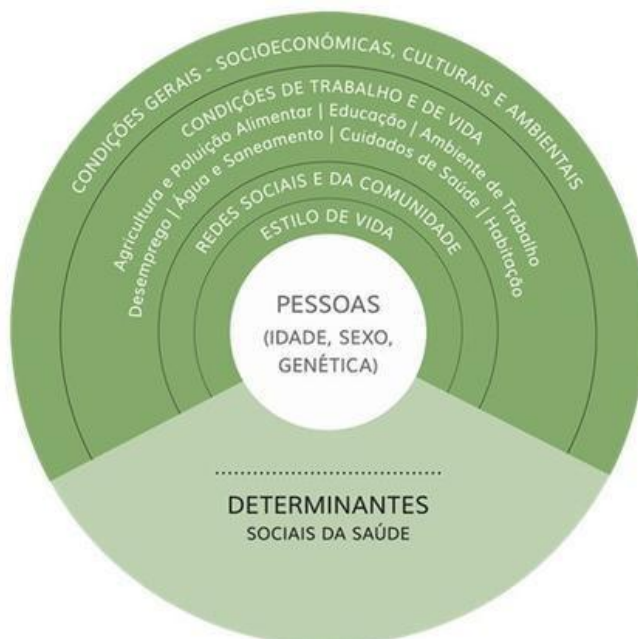 CONDIÇÕES GERAIS - SOCIOECONÓMICAS, CULTURAIS E AMBIENTAIS
CONDIÇÕES DE TRABALHO E DE VIDA
Agricultura e Poluição Alimentar | Educação | Ambiente de Trabalho
Desemprego | Água e Saneamento | Cuidados de Saúde | Habitação
REDES SOCIAIS E DA COMUNIDADE
ESTILO DE VIDA
PESSOAS
(IDADE, SEXO,
GENÉTICA)
DETERMINANTES
SOCIAIS DA SAÚDE